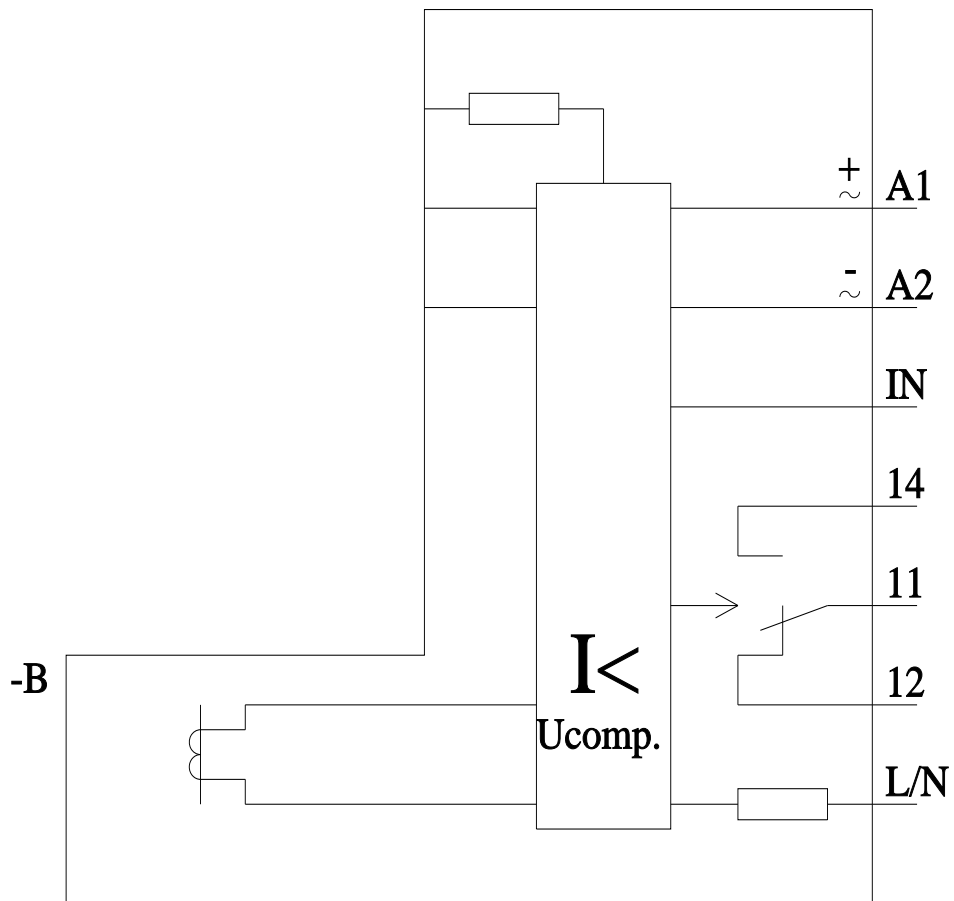 +
~
A1
-
~
A2
IN
14
11
-B
I<
12
Ucomp.
L/N